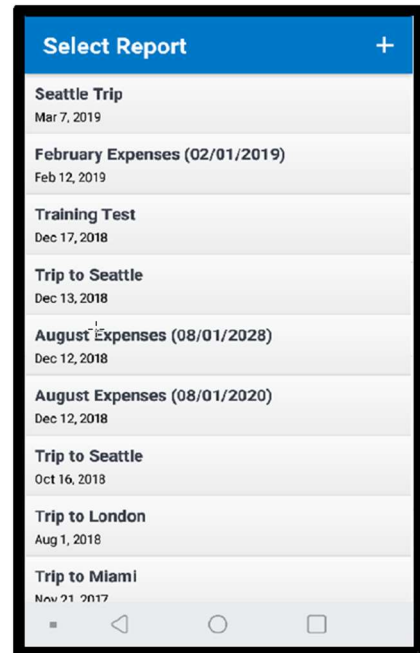 Select Report +
Seattle Trip
Mar 7, 2019
February Expenses (02/01/2019)
Feb 12, 2019
Training Test
Dec 17, 2018
Trip to Seattle
Dec 13, 2018
August Expenses (08/01/2028)
Dec 12, 2018
August Expenses (08/01/2020)
Dec 12, 2018
Trip to Seattle
Oct 16, 2018
Trip to London
Aug 1, 2018
Trip to Miami
Nov 21, 2017